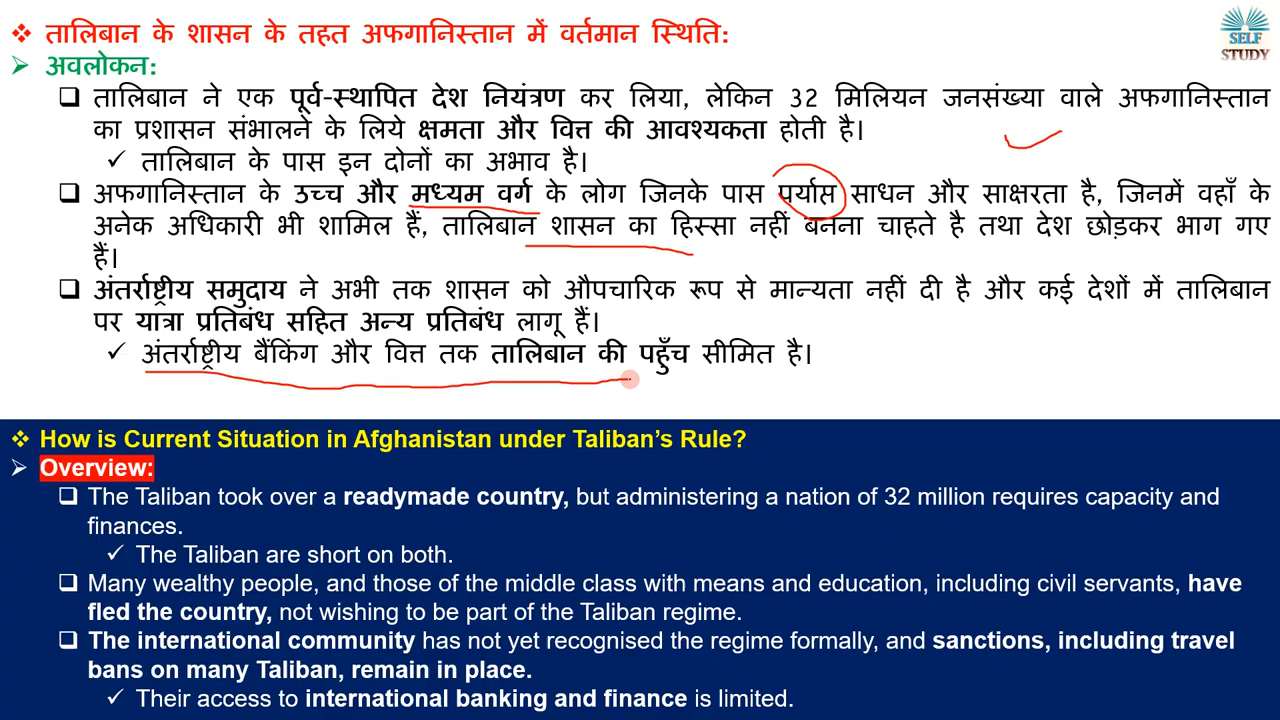 ❖ तालिबान के शासन के तहत अफगानिस्तान में वर्तमान स्थिति:
SELF
STUDY
➢ अवलोकन:
❑ तालिबान ने एक पूर्व-स्थापित देश नियंत्रण कर लिया, लेकिन 32 मिलियन जनसंख्या वाले अफगानिस्तान
का प्रशासन संभालने के लिये क्षमता और वित्त की आवश्यकता होती है।
✓ तालिबान के पास इन दोनों का अभाव है।
❑ अफगानिस्तान के उच्च और मध्यम वर्ग के लोग जिनके पास पर्याप्त साधन और साक्षरता है, जिनमें वहाँ के
अनेक अधिकारी भी शामिल हैं, तालिबान शासन का हिस्सा नहीं बनना चाहते है तथा देश छोड़कर भाग गए
हैं।
❑ अंतर्राष्ट्रीय समुदाय ने अभी तक शासन को औपचारिक रूप से मान्यता नहीं दी है और कई देशों में तालिबान
पर यात्रा प्रतिबंध सहित अन्य प्रतिबंध लागू हैं।
✓ अंतर्राष्ट्रीय बैंकिंग और वित्त तक तालिबान की पहुँच सीमित है।
❖ How is Current Situation in Afghanistan under Taliban’s Rule?
➢ Overview:
❑ The Taliban took over a readymade country, but administering a nation of 32 million requires capacity and
finances.
✓ The Taliban are short on both.
❑ Many wealthy people, and those of the middle class with means and education, including civil servants, have
fled the country, not wishing to be part of the Taliban regime.
❑ The international community has not yet recognised the regime formally, and sanctions, including travel
bans on many Taliban, remain in place.
✓ Their access to international banking and finance is limited.